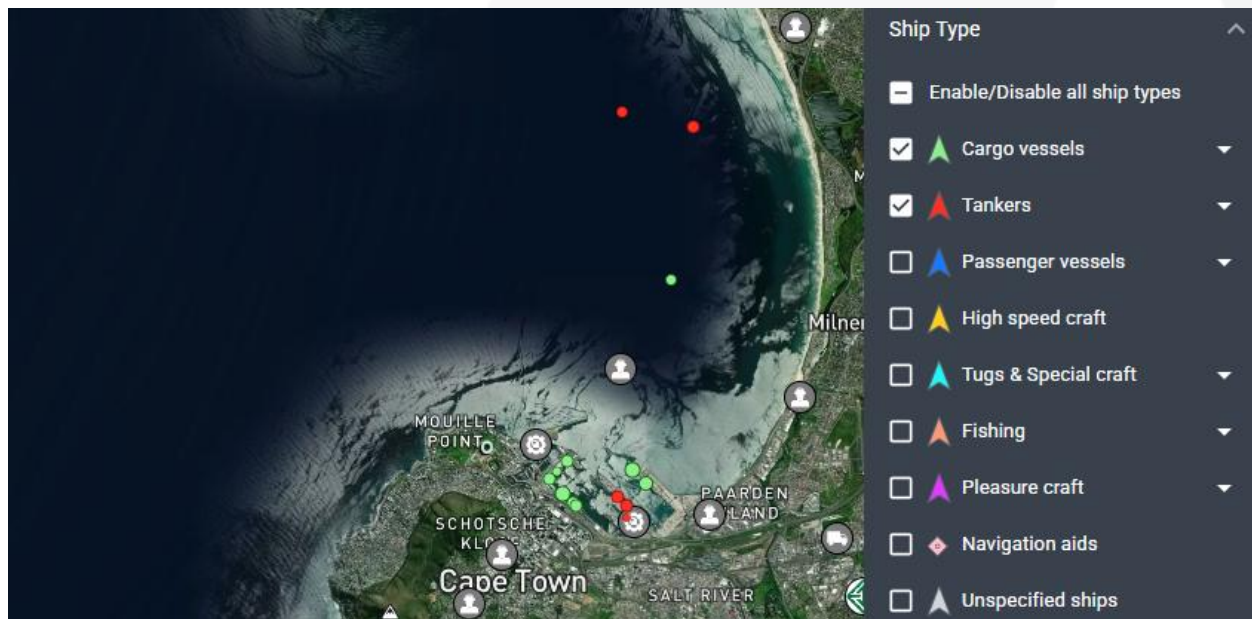 Ship Type
Enable/Disable all ship types
Cargo vessels
Tankers
Passenger vessels
High speed craft
Tugs & Special craft
Fishing
Pleasure craft
Navigation aids
Unspecified ships
M
Milner
MOUILLE
POINT
PAARDEN
LAND
SCHOTSCHE
KL
Cape Town
SALT RIVER